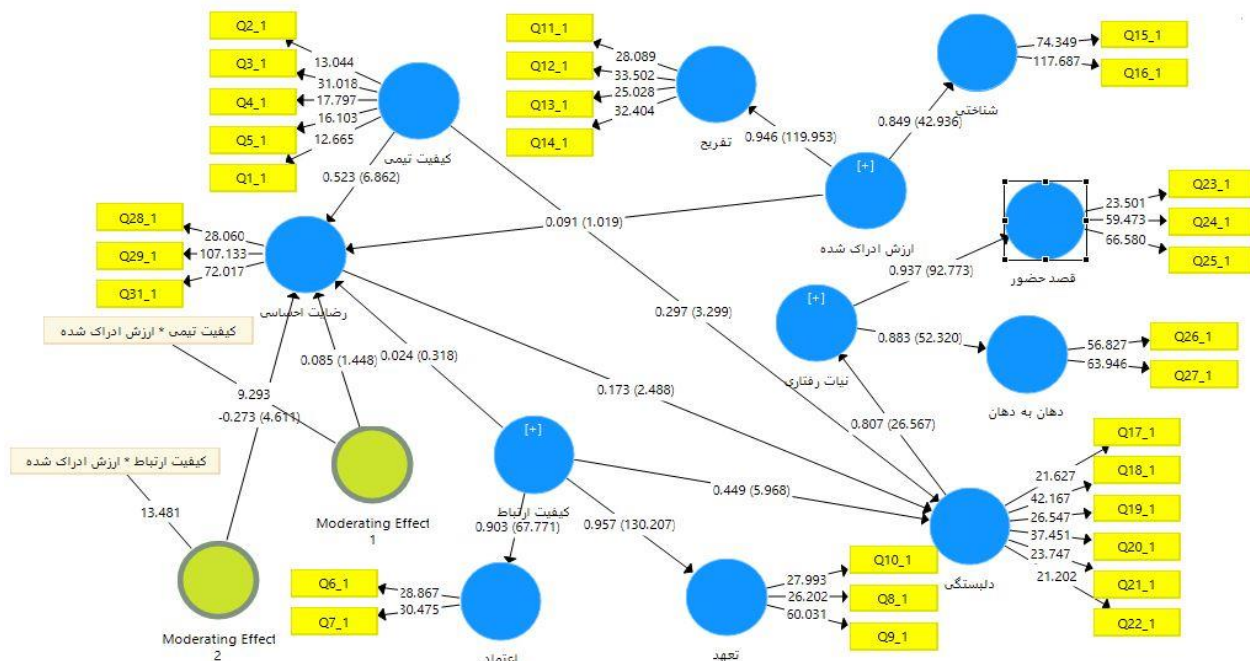 Q2_1
Q3_1
Q4_1
Q5_1
Q1_1
13.044
31.018
17.797
16.103
12.665
کیفیت تیمی
Q11_1
Q12_1
Q13_1
Q14_1
28.089
33.502
25.028
32.404
تفریح
Q15_1
Q16_1
74.349
117.687
شناختی
0.946 (119.953)
0.849 (42.936)
[+]
ارزش ادراک شده
0.523 (6.862)
0.091 (1.019)
Q28_1
Q29_1
Q31_1
28.060
107.133
72.017
رضایت احساسی
Q23_1
Q24_1
Q25_1
23.501
59.473
66.580
قصد حضور
0.937 (92.773)
0.297 (3.299)
[+]
نیات رفتاری
0.883 (52.320)
Q26_1
Q27_1
56.827
63.946
دهان به دهان
کیفیت تیمی * ارزش ادراک شده
0.085 (1.448)
0.024 (0.318)
0.173 (2.488)
0.807 (26.567)
9.293
-0.273 (4.611)
کیفیت ارتباط * ارزش ادراک شده
13.481
Moderating Effect
1
Moderating Effect
2
[+]
کیفیت ارتباط
0.449 (5.968)
0.903 (67.771)
0.957 (130.207)
Q17_1
Q18_1
Q19_1
Q20_1
Q21_1
Q22_1
21.627
42.167
26.547
37.451
23.747
21.202
دلبستگی
Q6_1
Q7_1
28.867
30.475
اعتماد
Q10_1
Q8_1
Q9_1
27.993
26.202
60.031
تعهد